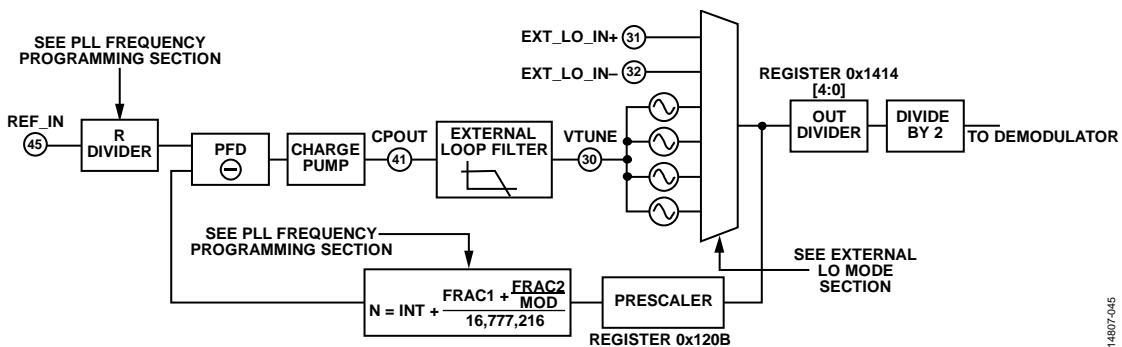 SEE PLL FREQUENCY
PROGRAMMING SECTION
REF_IN
45
R
DIVIDER
PFD
CHARGE
PUMP
CPOUT
41
EXTERNAL
LOOP FILTER
VTUNE
30
EXT_LO_IN+
31
EXT_LO_IN–
32
REGISTER 0x1414
[4:0]
OUT
DIVIDER
DIVIDE
BY 2
TO DEMODULATOR
SEE PLL FREQUENCY
PROGRAMMING SECTION
N = INT + FRAC1 + FRAC2
MOD
16,777,216
PRESCALER
REGISTER 0x120B
SEE EXTERNAL
LO MODE
SECTION
14807-045